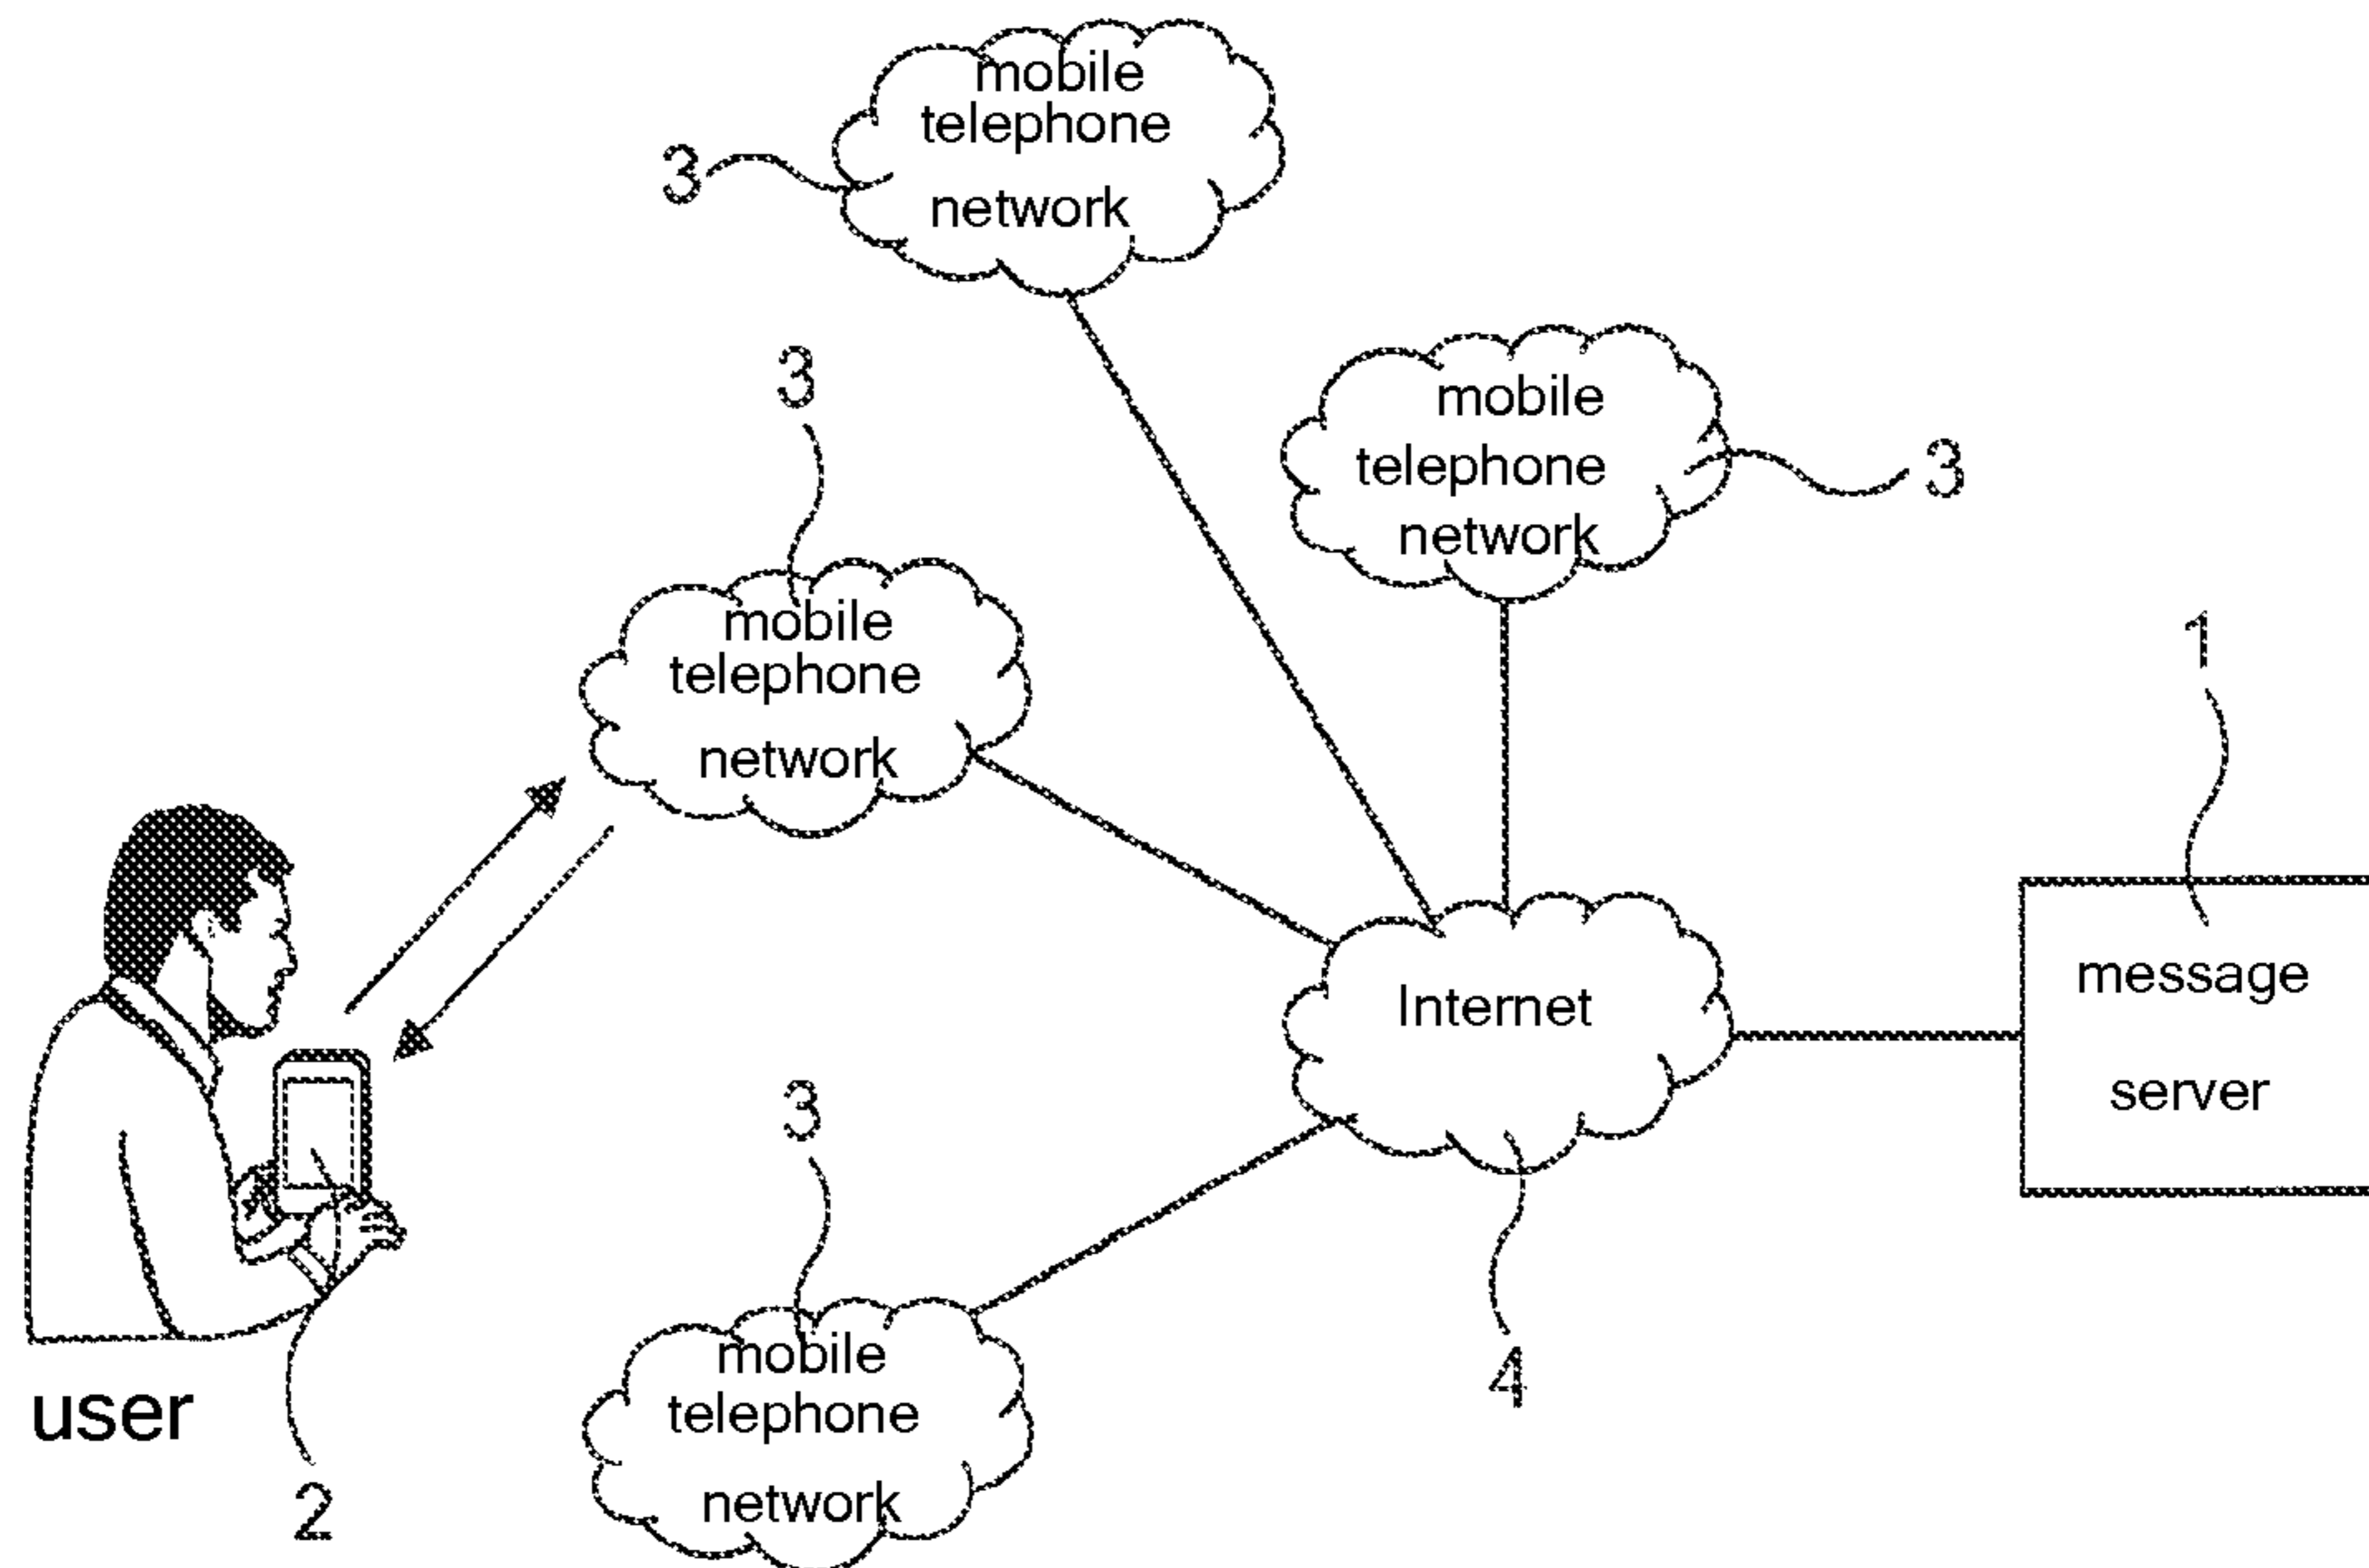 mobile
telephone
network
3
3
mobile
telephone
network
3
mobile
telephone
network
1
Internet
message
server
3
4
mobile
telephone
network
user
2